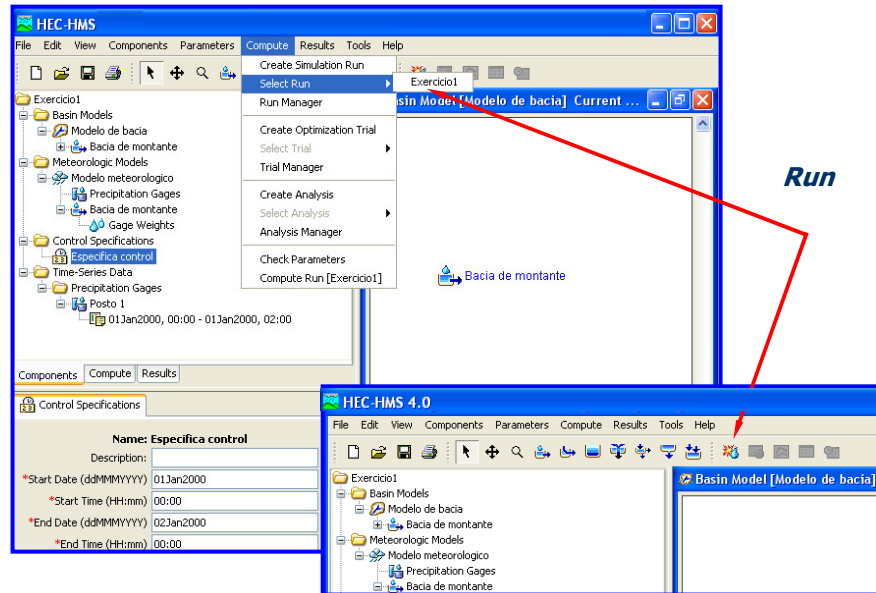 HEC-HMS
File Edit View Components Parameters Compute Results Tools Help
Create Simulation Run
Select Run
Exercicio1
Run Manager
Create Optimization Trial
Select Trial
Trial Manager
Create Analysis
Select Analysis
Analysis Manager
Check Parameters
Compute Run [Exercicio1]
Exercicio1
Basin Models
Modelo de bacia
Bacia de montante
Meteorologic Models
Modelo meteorologico
Precipitation Gages
Bacia de montante
Gage Weights
Control Specifications
Especifica control
Time-Series Data
Precipitation Gages
Posto 1
01Jan2000, 00:00 - 01Jan2000, 02:00
Components Compute Results
asin Model [Modelo de bacia] Current ...
Bacia de montante
Run
Control Specifications
Name: Especifica control
Description:
*Start Date (ddMMMYYYY) 01Jan2000
*Start Time (HH:mm) 00:00
*End Date (ddMMMYYYY) 02Jan2000
*End Time (HH:mm) 00:00
HEC-HMS 4.0
File Edit View Components Parameters Compute Results Tools Help
Exercicio1
Basin Models
Modelo de bacia
Bacia de montante
Meteorologic Models
Modelo meteorologico
Precipitation Gages
Bacia de montante
Basin Model [Modelo de bacia]